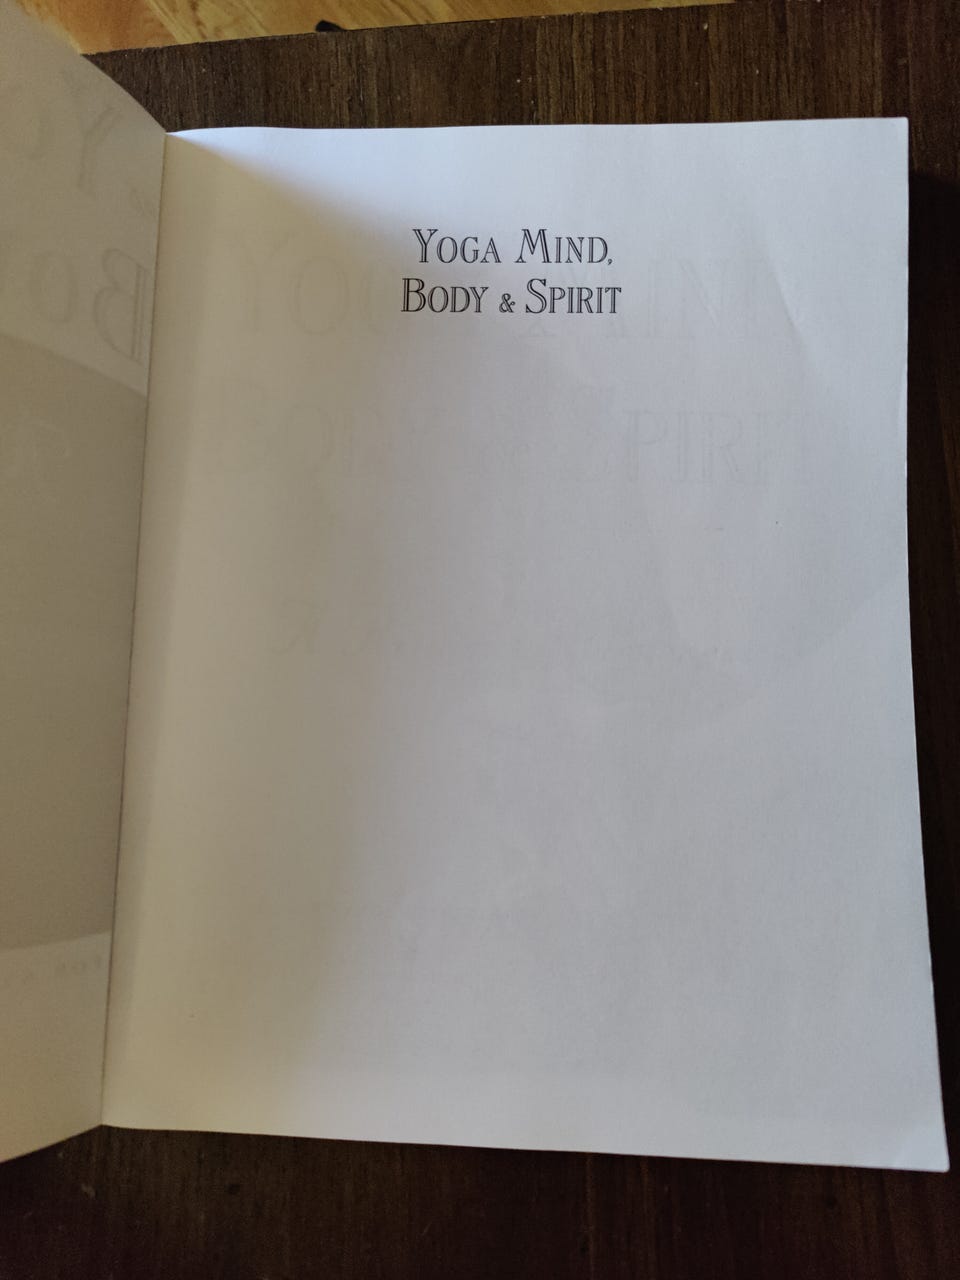 Yoga Mind,
Body & Spirit